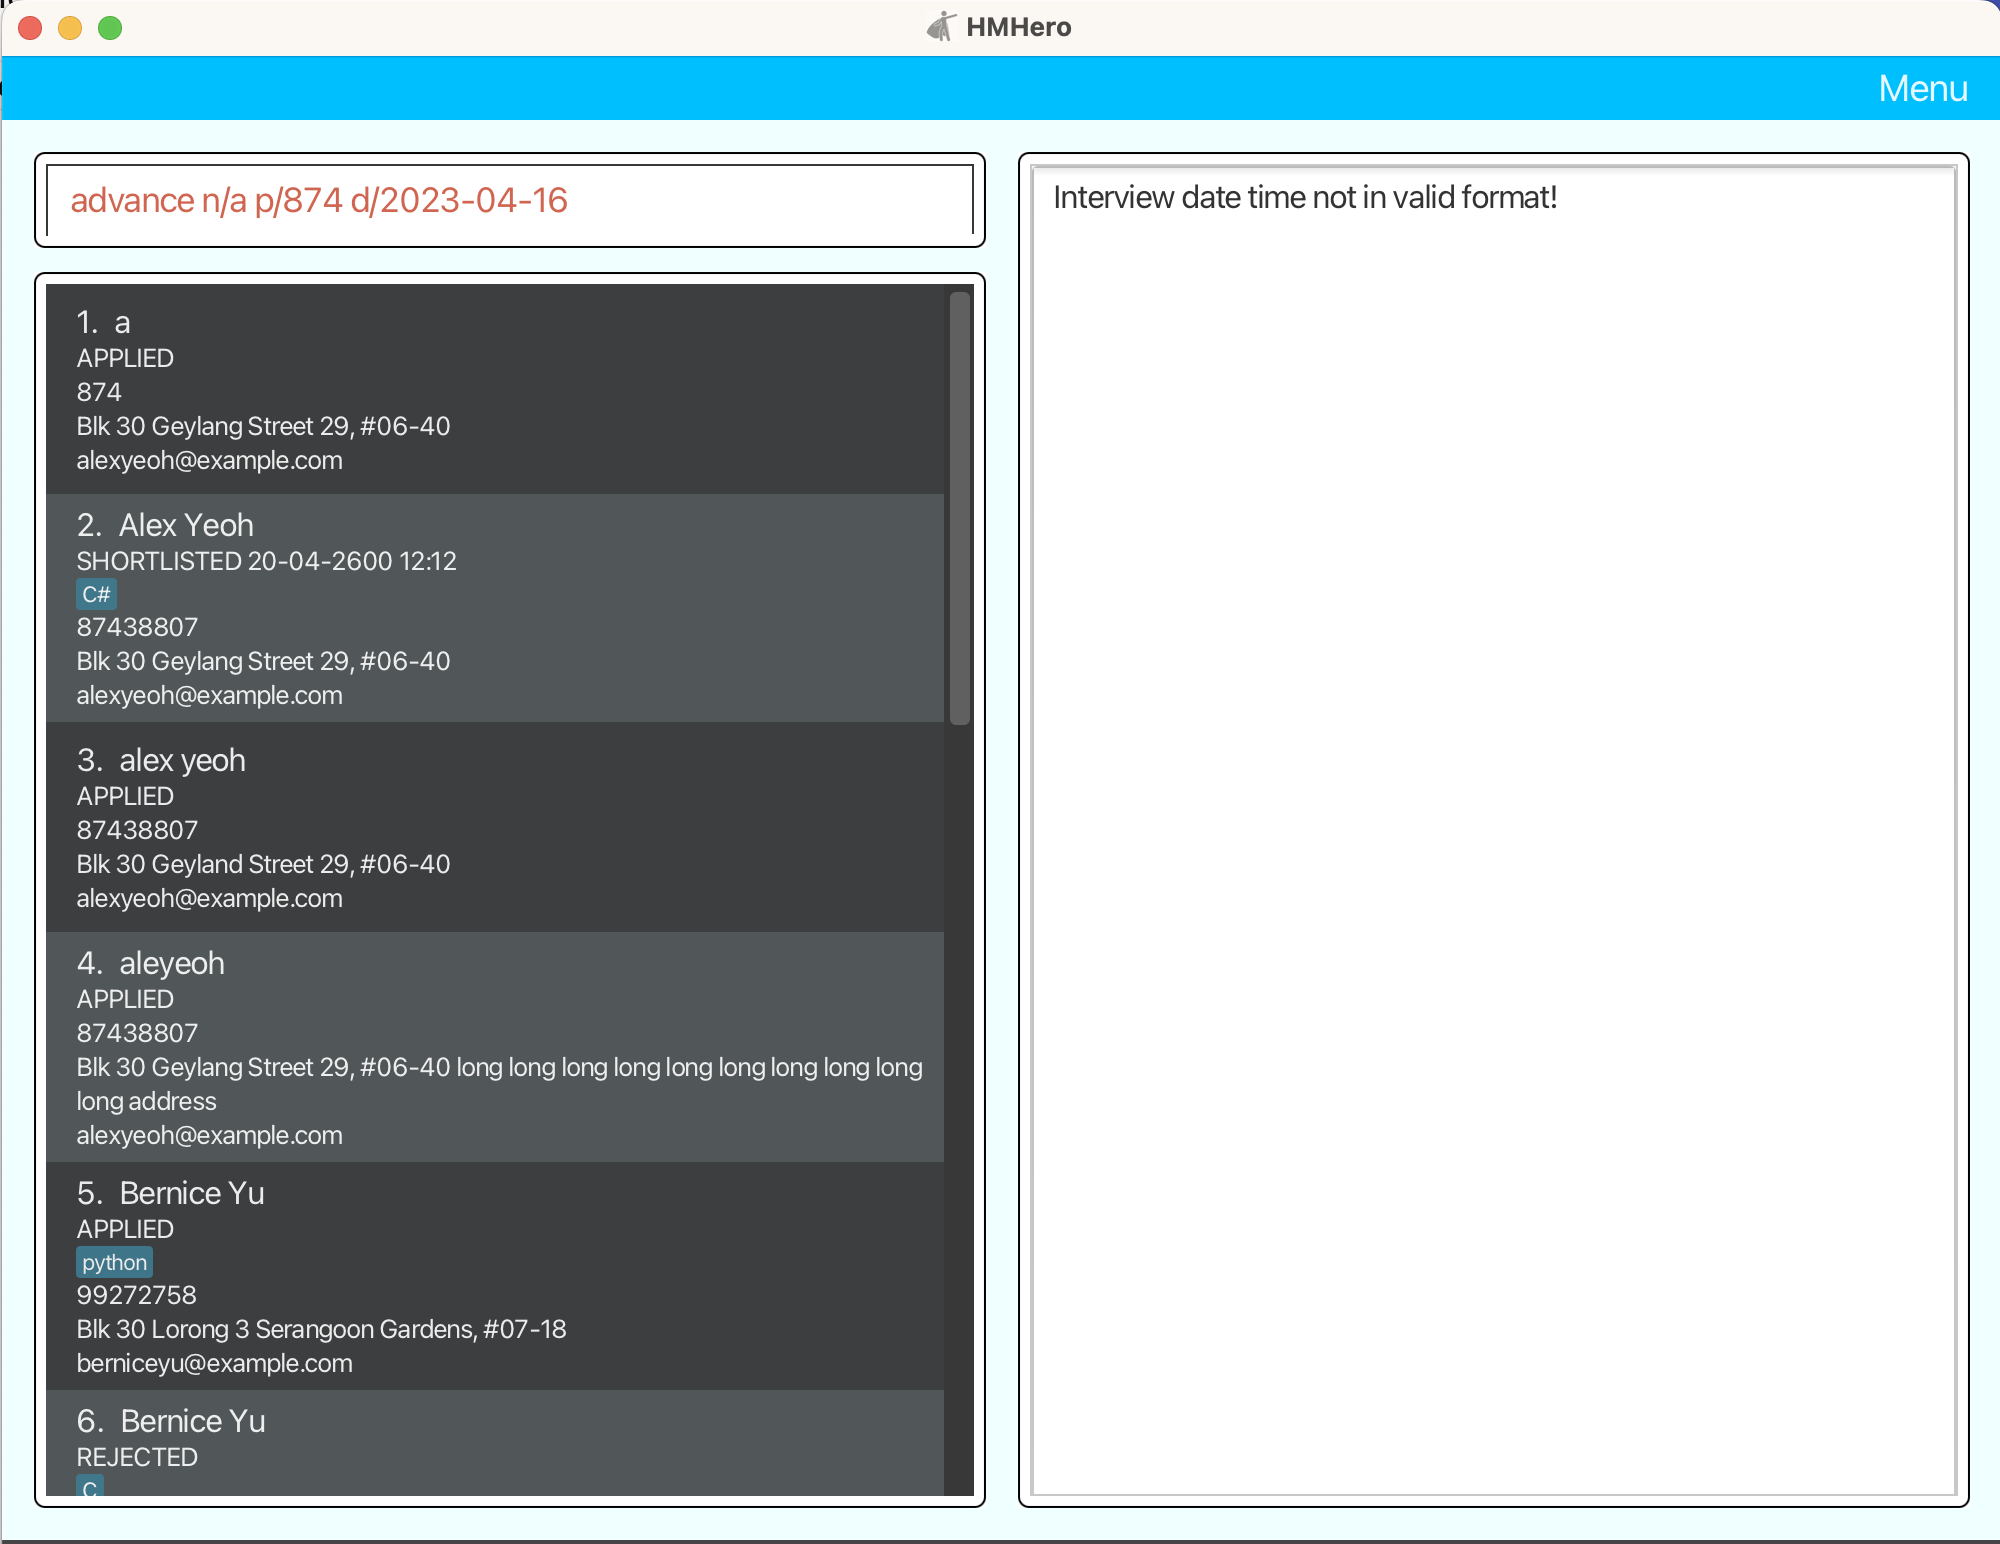 HMHero
Menu
advance n/a p/874 d/2023-04-16
Interview date time not in valid format!
1. a
APPLIED
874
Blk 30 Geylang Street 29, #06-40
alexyeoh@example.com
2. Alex Yeoh
SHORTLISTED 20-04-2600 12:12
C#
87438807
Blk 30 Geylang Street 29, #06-40
alexyeoh@example.com
3. alex yeoh
APPLIED
87438807
Blk 30 Geyland Street 29, #06-40
alexyeoh@example.com
4. aleyeoh
APPLIED
87438807
Blk 30 Geylang Street 29, #06-40 long long long long long long long long long
long address
alexyeoh@example.com
5. Bernice Yu
APPLIED
python
99272758
Blk 30 Lorong 3 Serangoon Gardens, #07-18
berniceyu@example.com
6. Bernice Yu
REJECTED
C